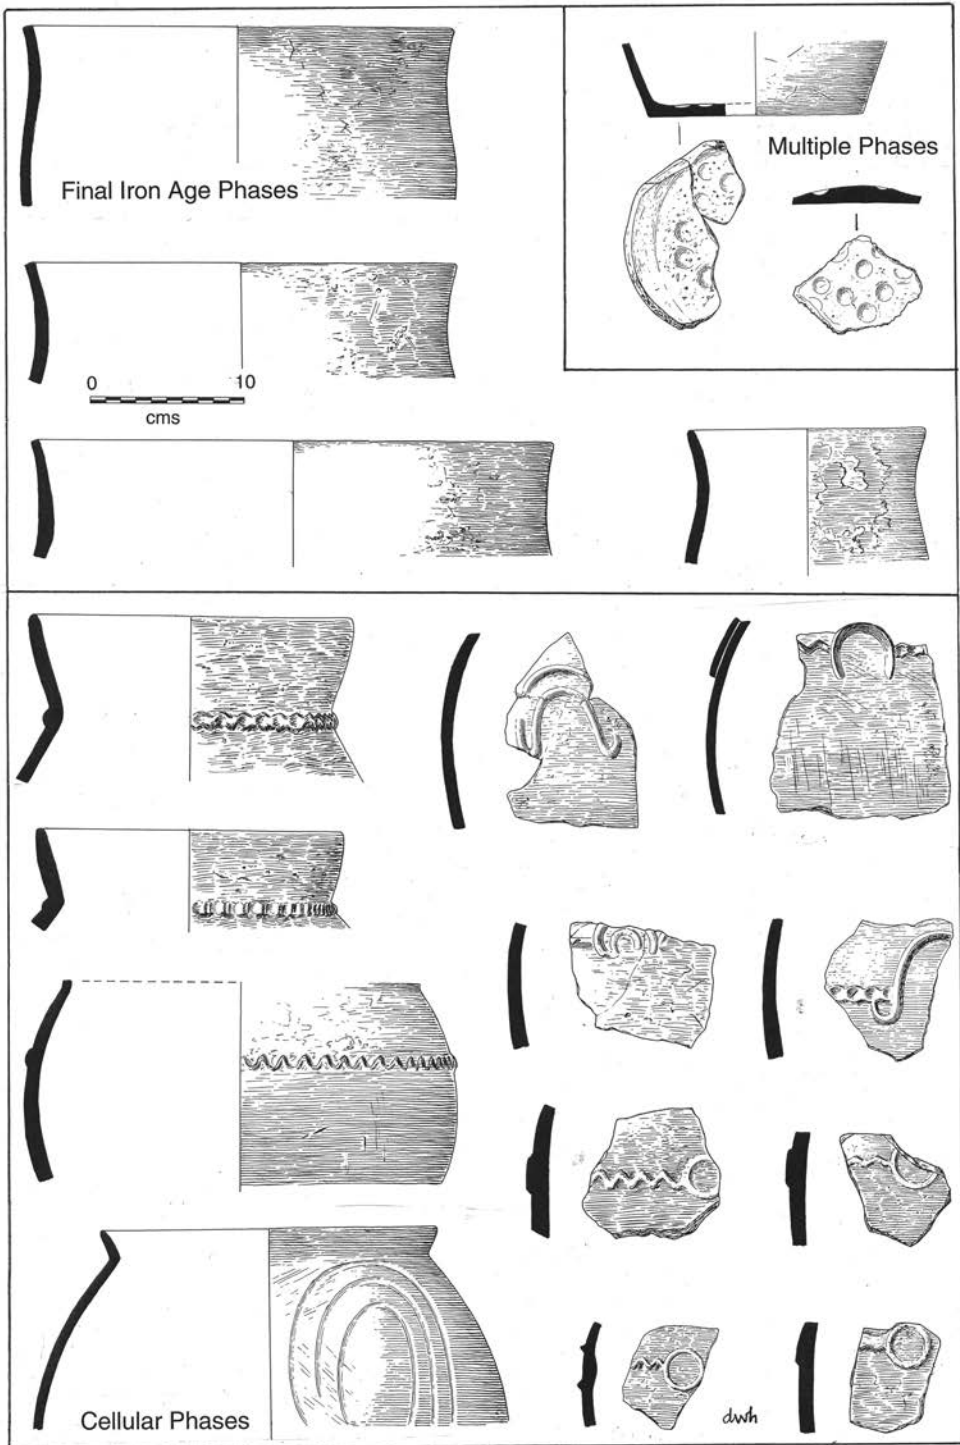 Multiple Phases
Final Iron Age Phases
0 10
cms
Cellular Phases
dwh